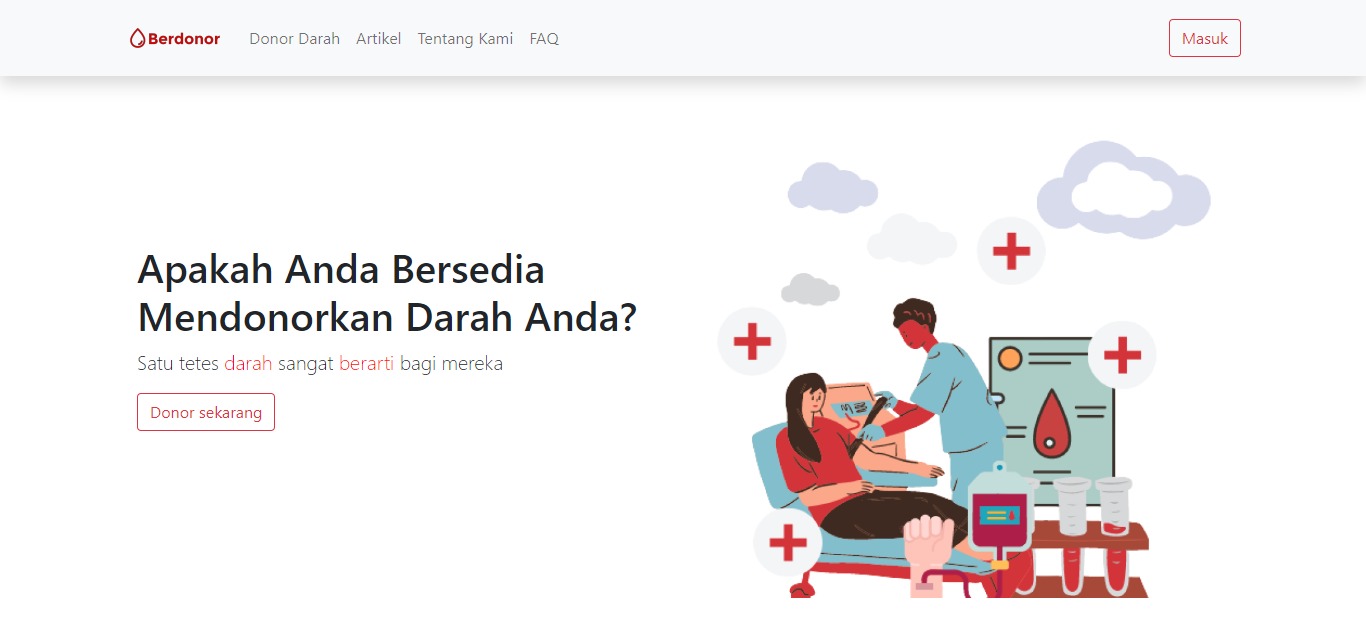 Berdonor Donor Darah Artikel Tentang Kami FAQ Masuk
Apakah Anda Bersedia
Mendonorkan Darah Anda?
Satu tetes darah sangat berarti bagi mereka
Donor sekarang